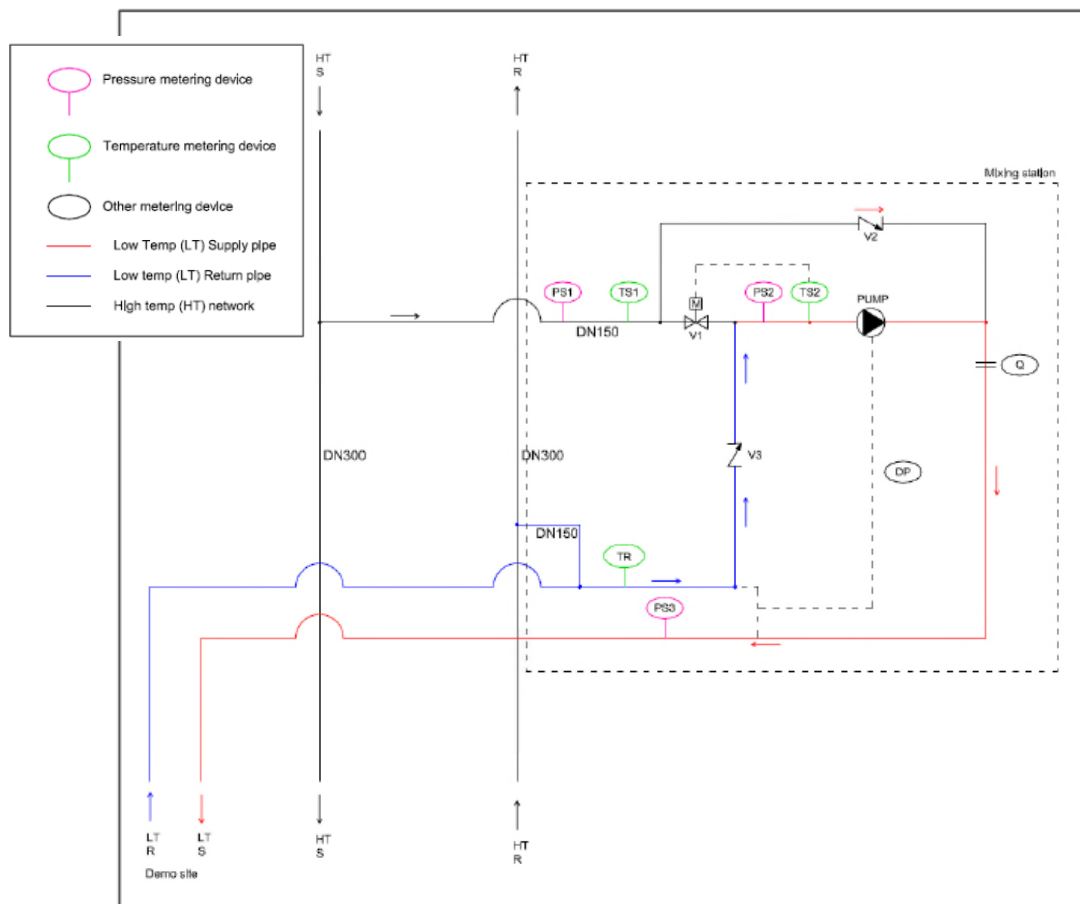 Pressure metering device
Temperature metering device
Other metering device
Low Temp (LT) Supply pipe
Low temp (LT) Return pipe
High temp (HT) network
HT
S
HT
R
Mixing station
V2
PS1
TS1
M
PS2
TS2
PUMP
DN150
V1
Q
DN300
DN300
V3
DP
DN150
TR
PS3
LT
R
LT
S
HT
S
HT
R
Demo site